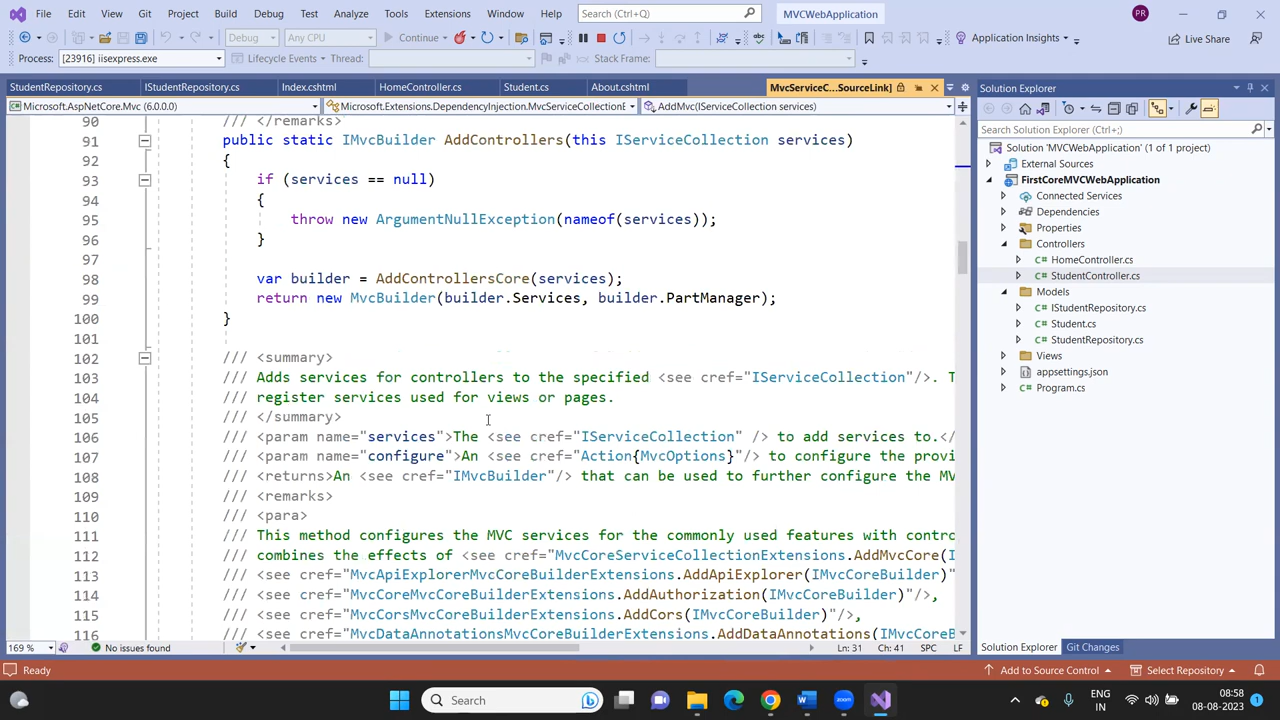 File Edit View Git Project Build Debug Test Analyze Tools Extensions Window Help Search (Ctrl+Q) MVCWebApplication PR
Debug Any CPU Continue Application Insights Live Share
Process: [23916] iisexpress.exe Lifecycle Events Thread: Stack Frame:
StudentRepository.cs IStudentRepository.cs Index.cshtml HomeController.cs Student.cs About.cshtml MvcServiceC...SourceLink]
Microsoft.AspNetCore.Mvc (6.0.0.0) Microsoft.Extensions.DependencyInjection.MvcServiceCollectionE AddMvc(IServiceCollection services)
90 /// </remarks>
91 public static IMvcBuilder AddControllers(this IServiceCollection services)
92 {
93 if (services == null)
94 {
95 throw new ArgumentNullException(nameof(services));
96 }
97
98 var builder = AddControllersCore(services);
99 return new MvcBuilder(builder.Services, builder.PartManager);
100 }
101
102 /// <summary>
103 /// Adds services for controllers to the specified <see cref="IServiceCollection"/>. T
104 /// register services used for views or pages.
105 /// </summary>
106 /// <param name="services">The <see cref="IServiceCollection" /> to add services to.</
107 /// <param name="configure">An <see cref="Action{MvcOptions}"/> to configure the provi
108 /// <returns>An <see cref="IMvcBuilder"/> that can be used to further configure the MV
109 /// <remarks>
110 /// <para>
111 /// This method configures the MVC services for the commonly used features with contro
112 /// combines the effects of <see cref="MvcCoreServiceCollectionExtensions.AddMvcCore(I
113 /// <see cref="MvcApiExplorerMvcCoreBuilderExtensions.AddApiExplorer(IMvcCoreBuilder)"
114 /// <see cref="MvcCoreMvcCoreBuilderExtensions.AddAuthorization(IMvcCoreBuilder)"/>,
115 /// <see cref="MvcCorsMvcCoreBuilderExtensions.AddCors(IMvcCoreBuilder)"/>,
116 /// <see cref="MvcDataAnnotationsMvcCoreBuilderExtensions.AddDataAnnotations(IMvcCoreB
169 % No issues found Ln: 31 Ch: 41 SPC LF
Solution Explorer
Search Solution Explorer (Ctrl+;)
Solution 'MVCWebApplication' (1 of 1 project)
External Sources
FirstCoreMVCWebApplication
Connected Services
Dependencies
Properties
Controllers
HomeController.cs
StudentController.cs
Models
IStudentRepository.cs
Student.cs
StudentRepository.cs
Views
appsettings.json
Program.cs
Solution Explorer Git Changes
Ready Add to Source Control Select Repository
Search ENG IN 08:58 08-08-2023